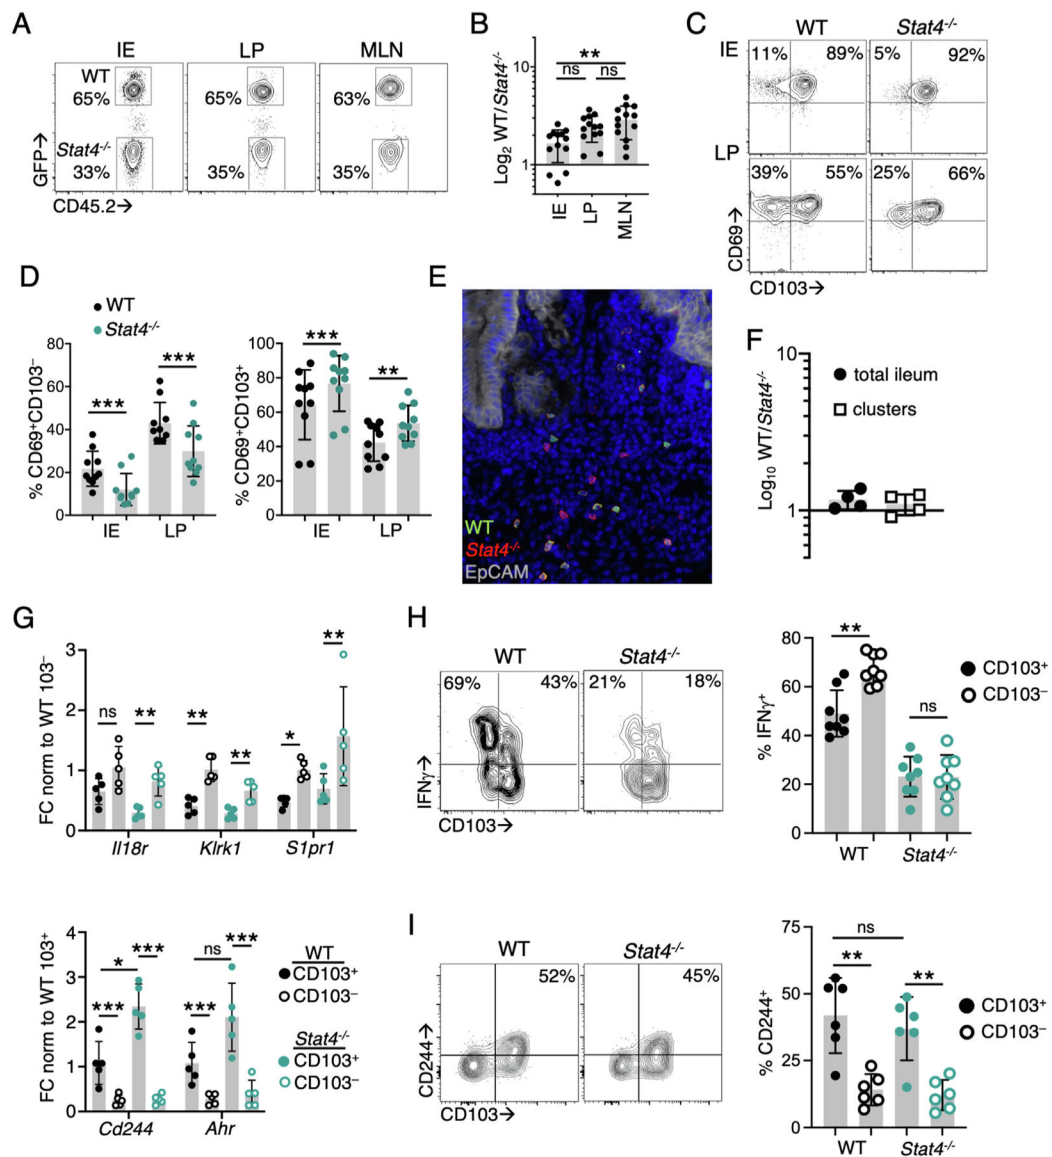 A
IE
LP
MLN
WT
65%
65%
63%
Stat4-/-
33%
35%
35%
GFP→
CD45.2→
B
**
ns
ns
10
1
Log2 WT/Stat4-/-
IE
LP
MLN
C
WT
Stat4-/-
IE
11%
89%
5%
92%
LP
39%
55%
25%
66%
CD69→
CD103→
D
WT
Stat4-/-
80
60
40
20
0
% CD69+CD103–
***
***
IE
LP
100
80
60
40
20
0
% CD69+CD103+
***
**
IE
LP
E
WT
Stat4-/-
EpCAM
F
10
1
Log10 WT/Stat4-/-
total ileum
clusters
G
3
2
1
0
FC norm to WT 103–
ns
**
**
**
*
**
Il18r
Klrk1
S1pr1
4
3
2
1
0
FC norm to WT 103+
***
*
***
***
ns
***
Cd244
Ahr
WT
CD103+
CD103–
Stat4-/-
CD103+
CD103–
H
WT
Stat4-/-
69%
43%
21%
18%
IFNγ→
CD103→
80
60
40
20
0
% IFNγ+
**
ns
WT
Stat4-/-
CD103+
CD103–
I
WT
Stat4-/-
52%
45%
CD244→
CD103→
75
50
25
0
% CD244+
ns
**
**
WT
Stat4-/-
CD103+
CD103–